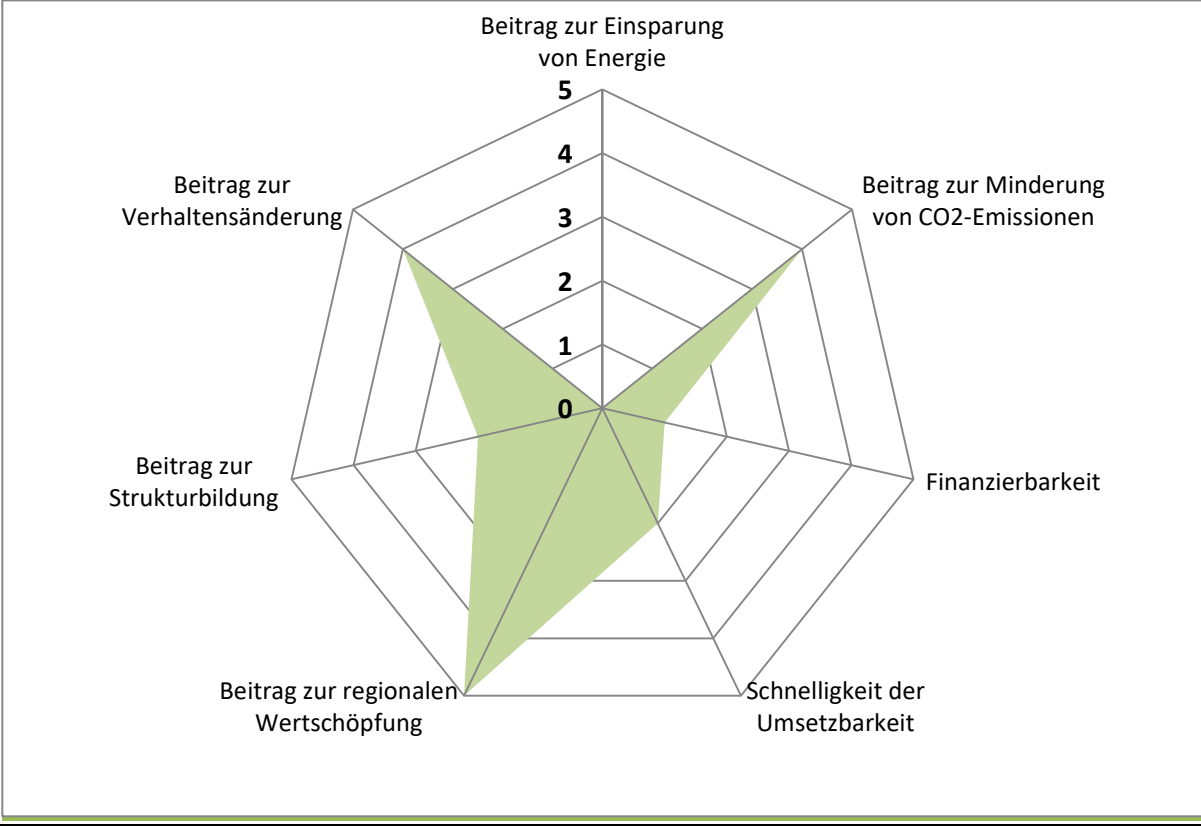 Beitrag zur Einsparung
von Energie
5
4
3
2
1
0
Beitrag zur Minderung
von CO2-Emissionen
Finanzierbarkeit
Schnelligkeit der
Umsetzbarkeit
Beitrag zur regionalen
Wertschöpfung
Beitrag zur
Strukturbildung
Beitrag zur
Verhaltensänderung